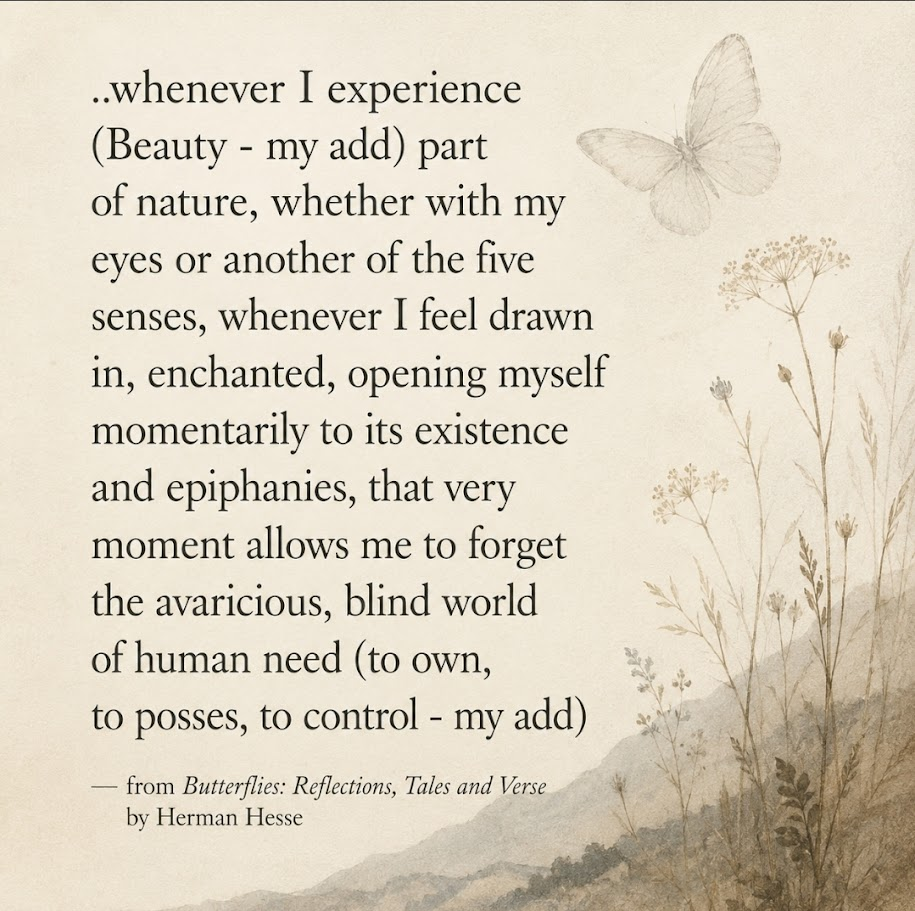 ..whenever I experience
(Beauty - my add) part
of nature, whether with my
eyes or another of the five
senses, whenever I feel drawn
in, enchanted, opening myself
momentarily to its existence
and epiphanies, that very
moment allows me to forget
the avaricious, blind world
of human need (to own,
to posses, to control - my add)
— from Butterflies: Reflections, Tales and Verse
by Herman Hesse